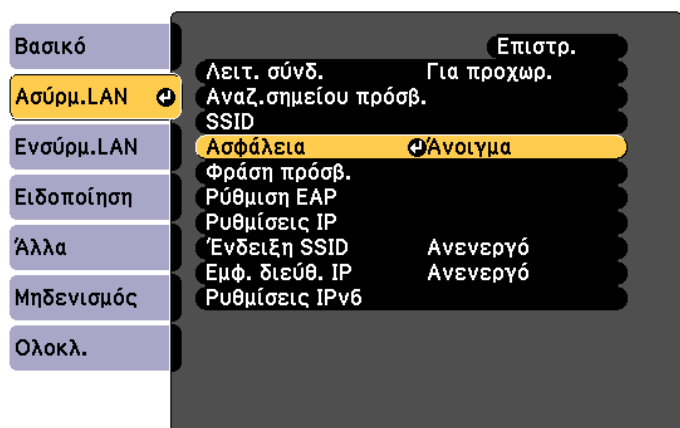 Βασικό
Ασύρμ.LAN
Ενσύρμ.LAN
Ειδοποίηση
Άλλα
Μηδενισμός
Ολοκλ.
Επιστρ.
Λειτ. σύνδ. Για προχωρ.
Αναζ.σημείου πρόσβ.
SSID
Ασφάλεια Άνοιγμα
Φράση πρόσβ.
Ρύθμιση EAP
Ρυθμίσεις IP
Ένδειξη SSID Ανενεργό
Εμφ. διεύθ. IP Ανενεργό
Ρυθμίσεις IPv6